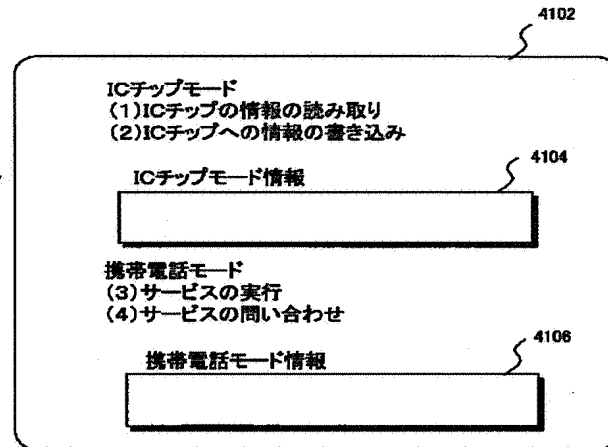 4102
ICチップモード
(1)ICチップの情報の読み取り
(2)ICチップへの情報の書き込み
4104
ICチップモード情報
携帯電話モード
(3)サービスの実行
(4)サービスの問い合わせ
4106
携帯電話モード情報